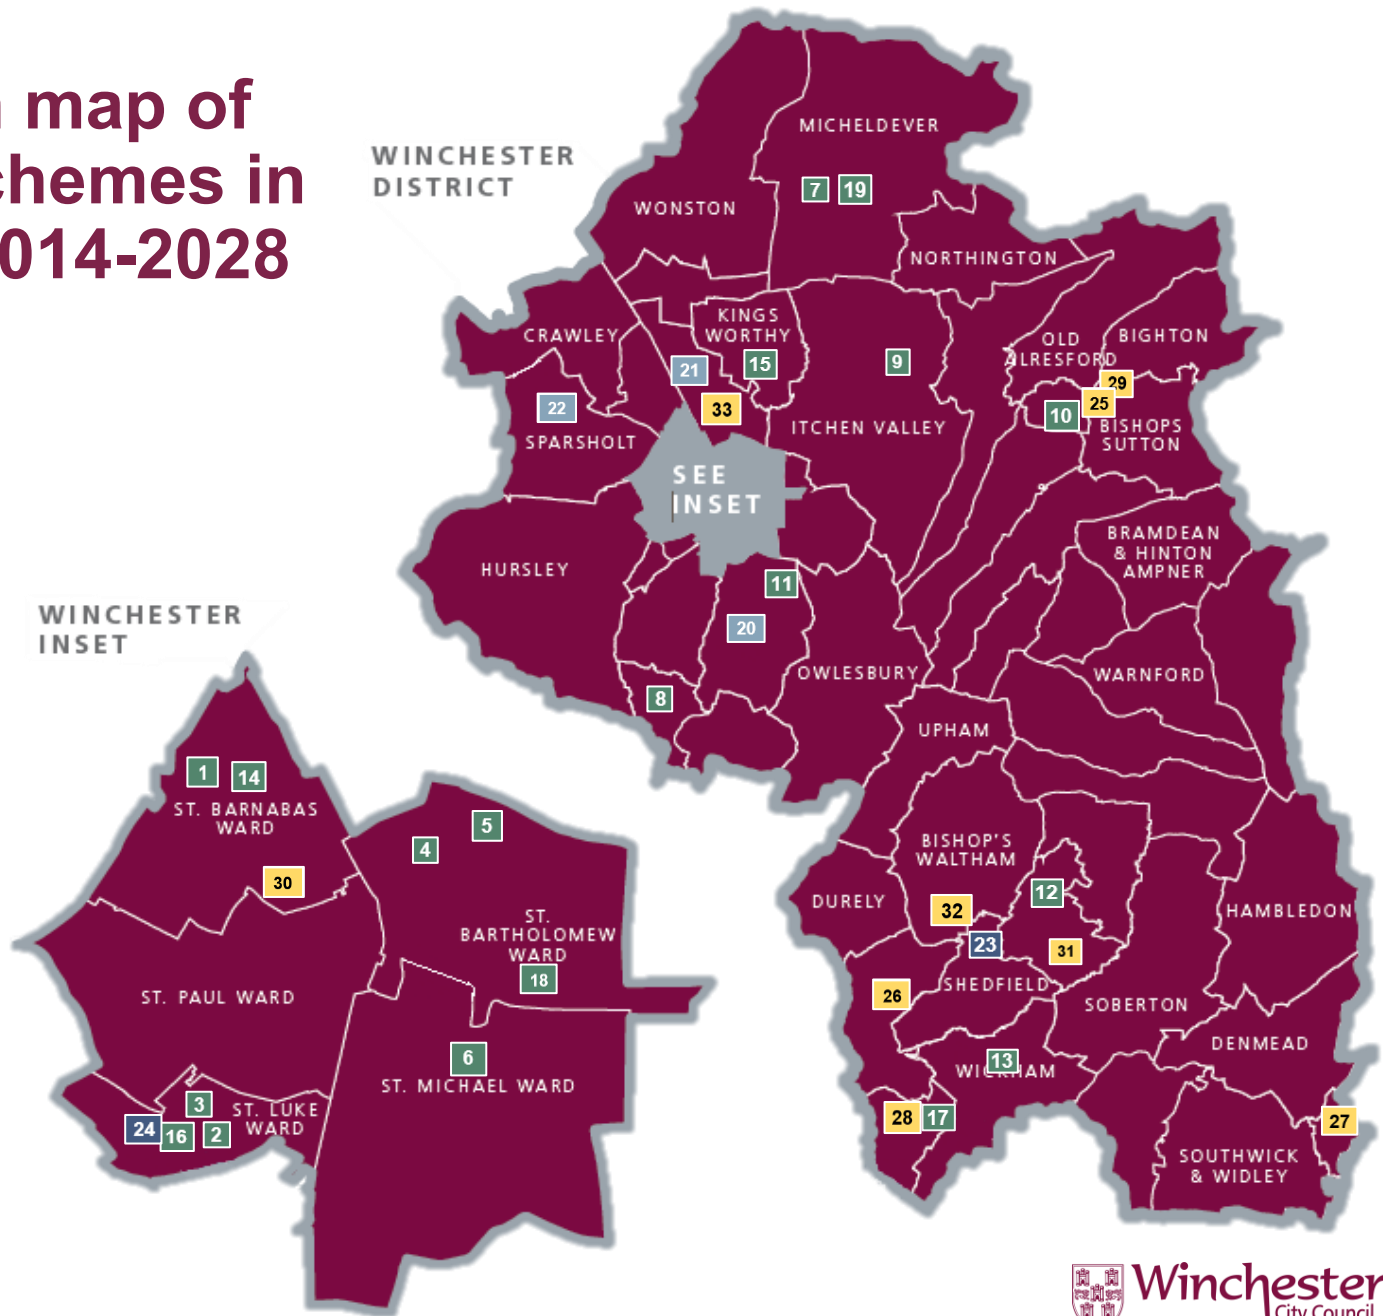 map of
chemes in
014-2028
WINCHESTER
DISTRICT
MICHELDEVER
7 19
WONSTON
NORTHINGTON
CRAWLEY
KINGS
WORTHY
15
21
33
22
SPARSHOLT
9
ITCHEN VALLEY
OLD
ALRESFORD
BIGHTON
29
25
10
BISHOPS
SUTTON
SEE
INSET
HURSLEY
BRAMDEAN
& HINTON
AMPNER
11
20
8
OWLESBURY
WARNFORD
UPHAM
BISHOP'S
WALTHAM
DURELY
12
32
23
31
HAMBLEDON
26
SHEDFIELD
SOBERTON
DENMEAD
13
WICKHAM
28 17
27
SOUTHWICK
& WIDLEY
WINCHESTER
INSET
1 14
ST. BARNABAS
WARD
30
5
4
ST.
BARTHOLOMEW
WARD
18
ST. PAUL WARD
6
ST. MICHAEL WARD
3
ST. LUKE
WARD
24 16 2
Winchester
City Council